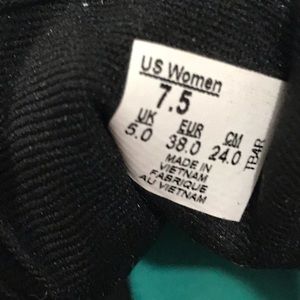 US Women
7.5
UK EUR CM
5.0 38.0 24.0
MADE IN
VIETNAM
FABRIQUE
AU VIETNAM